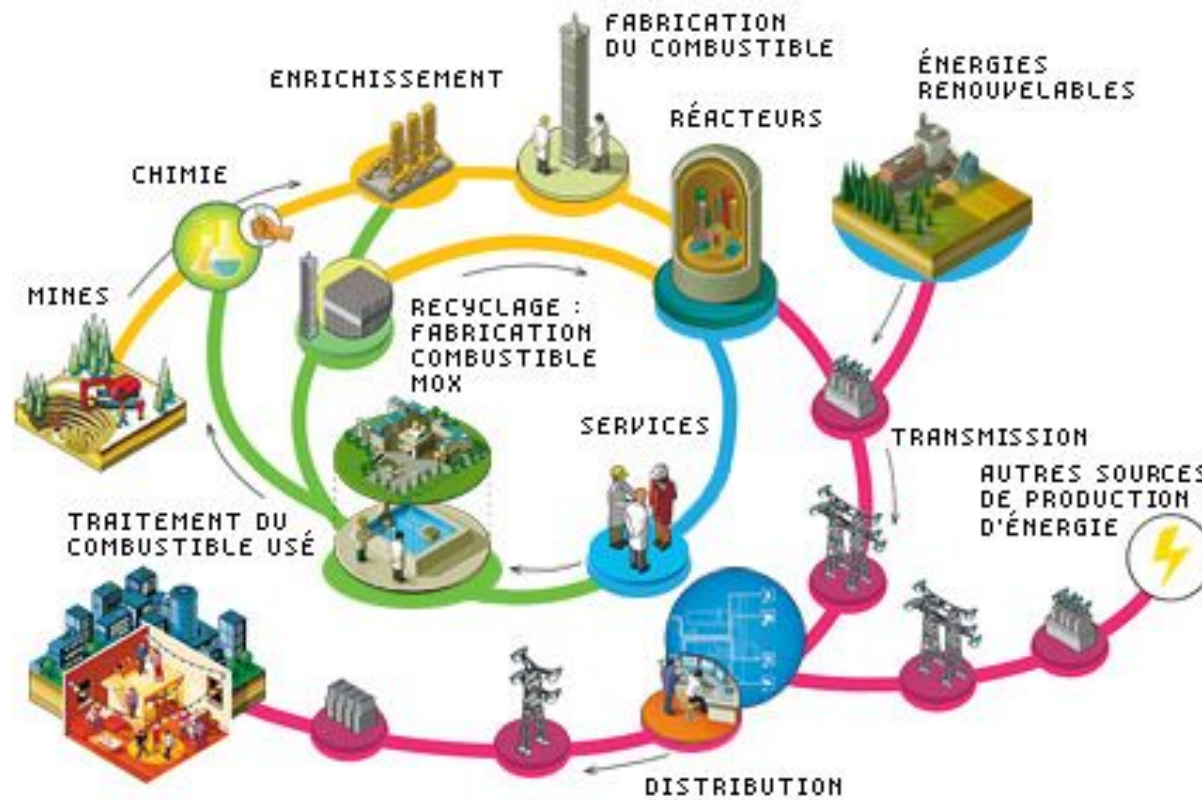 FABRICATION
DU COMBUSTIBLE
ENRICHISSEMENT
ÉNERGIES
RENOUVELABLES
RÉACTEURS
CHIMIE
MINES
RECYCLAGE :
FABRICATION
COMBUSTIBLE
MOX
SERVICES
TRANSMISSION
AUTRES SOURCES
DE PRODUCTION
D'ÉNERGIE
TRAITEMENT DU
COMBUSTIBLE USÉ
DISTRIBUTION